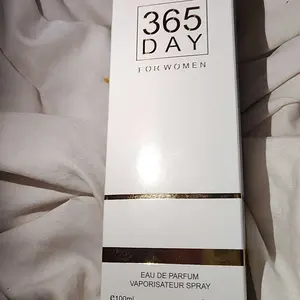 365
DAY
FOR WOMEN
EAU DE PARFUM
VAPORISATEUR SPRAY
℮100ml